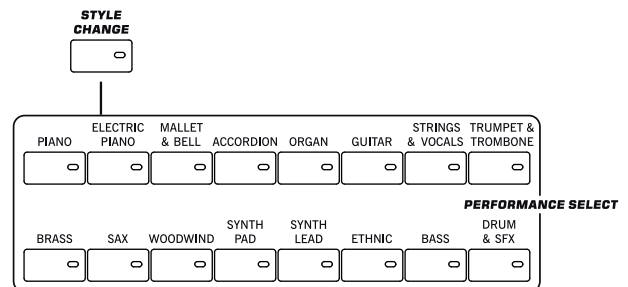 STYLE
CHANGE
PIANO
ELECTRIC
PIANO
MALLET
& BELL
ACCORDION
ORGAN
GUITAR
STRINGS
& VOCALS
TRUMPET &
TROMBONE
PERFORMANCE SELECT
BRASS
SAX
WOODWIND
SYNTH
PAD
SYNTH
LEAD
ETHNIC
BASS
DRUM
& SFX